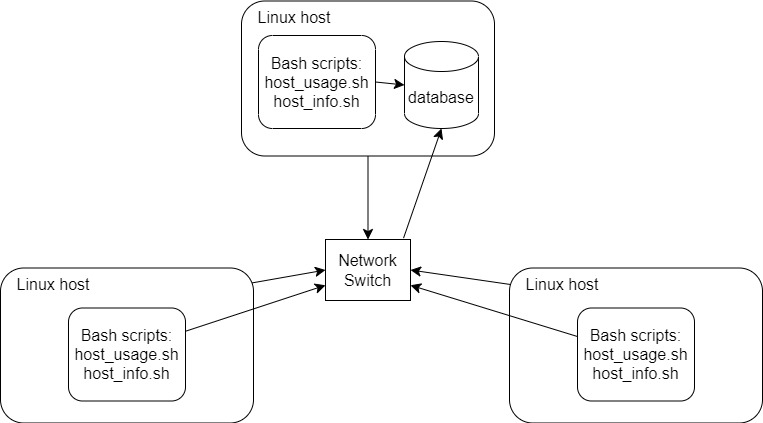 Linux host
Bash scripts:
host_usage.sh
host_info.sh
database
Network
Switch
Linux host
Bash scripts:
host_usage.sh
host_info.sh
Linux host
Bash scripts:
host_usage.sh
host_info.sh